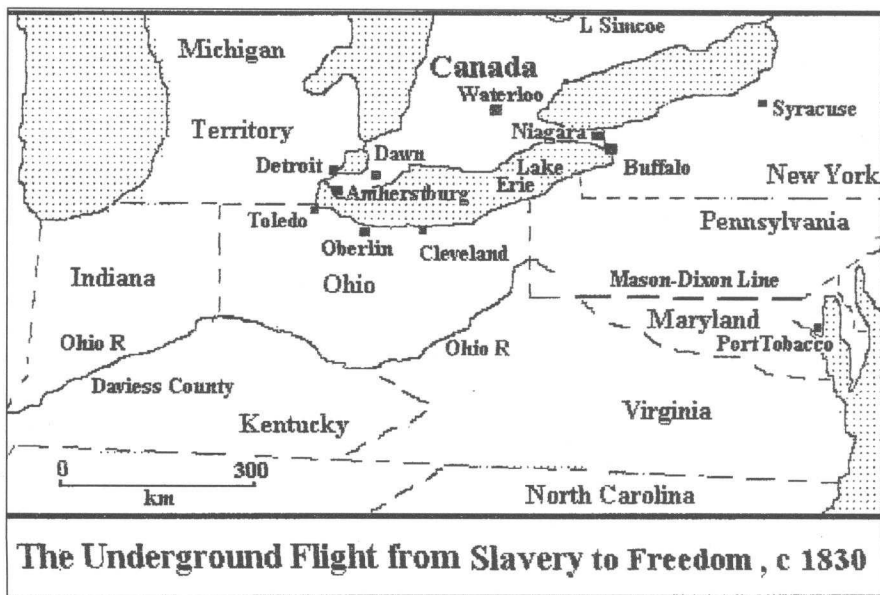 L Simcoe
Michigan
Canada
Waterloo
Syracuse
Territory
Niagara
Detroit
Dawn
Lake
Erie
Buffalo
New York
Amherstburg
Toledo
Pennsylvania
Oberlin
Cleveland
Indiana
Ohio
Mason-Dixon Line
Maryland
Ohio R
Ohio R
PortTobacco
Daviess County
Kentucky
Virginia
0 300
km
North Carolina
The Underground Flight from Slavery to Freedom , c 1830